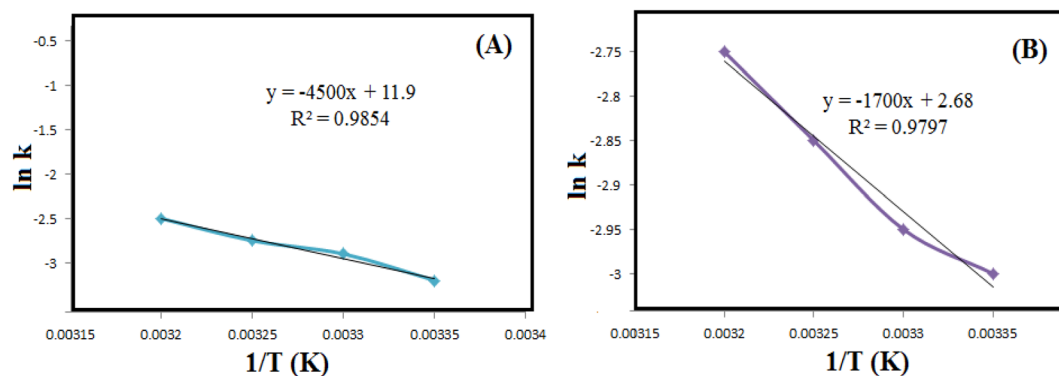 (A)
y = -4500x + 11.9
R² = 0.9854
ln k
-0.5
-1
-1.5
-2
-2.5
-3
0.00315 0.0032 0.00325 0.0033 0.00335 0.0034
1/T (K)
(B)
y = -1700x + 2.68
R² = 0.9797
ln k
-2.75
-2.8
-2.85
-2.9
-2.95
-3
0.00315 0.0032 0.00325 0.0033 0.00335
1/T (K)